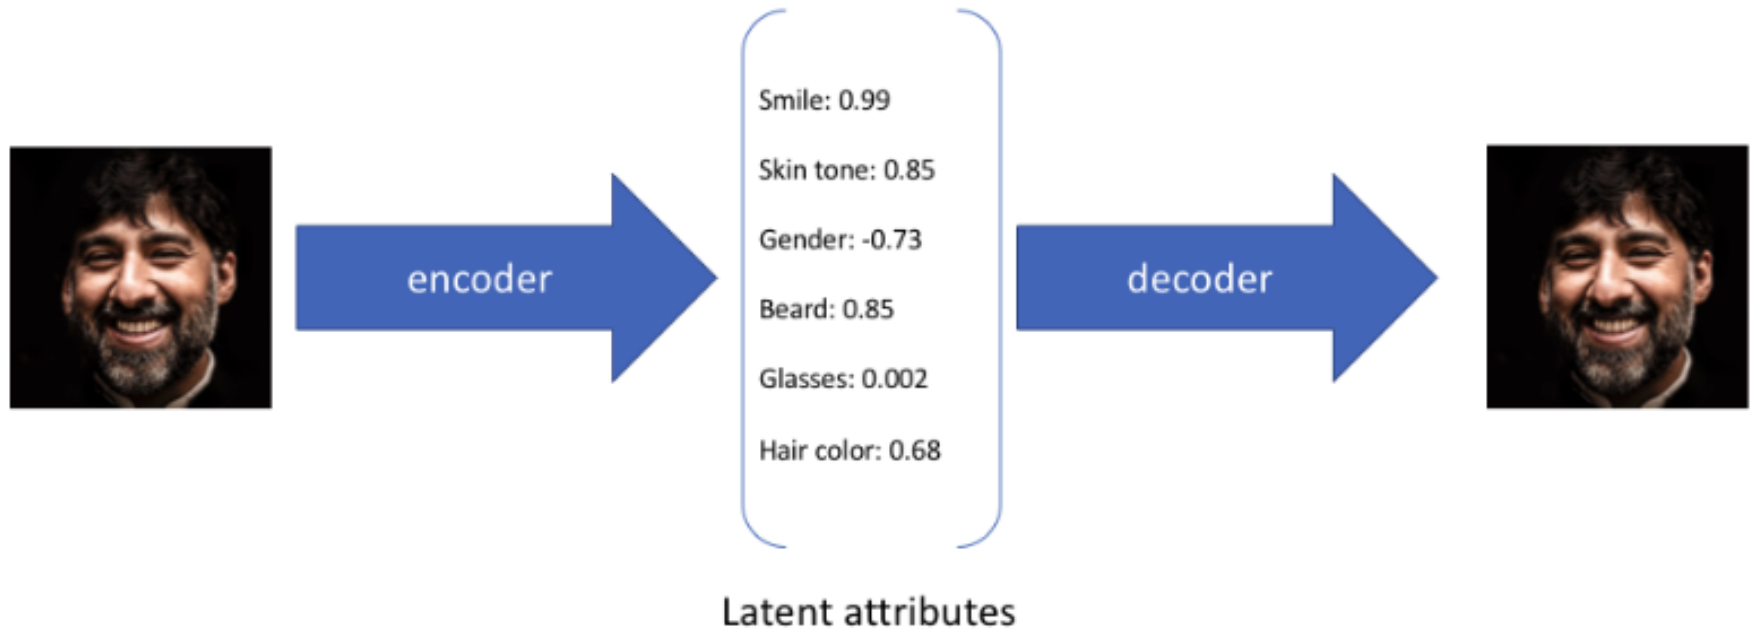 Smile: 0.99
Skin tone: 0.85
Gender: -0.73
Beard: 0.85
Glasses: 0.002
Hair color: 0.68
encoder
decoder
Latent attributes